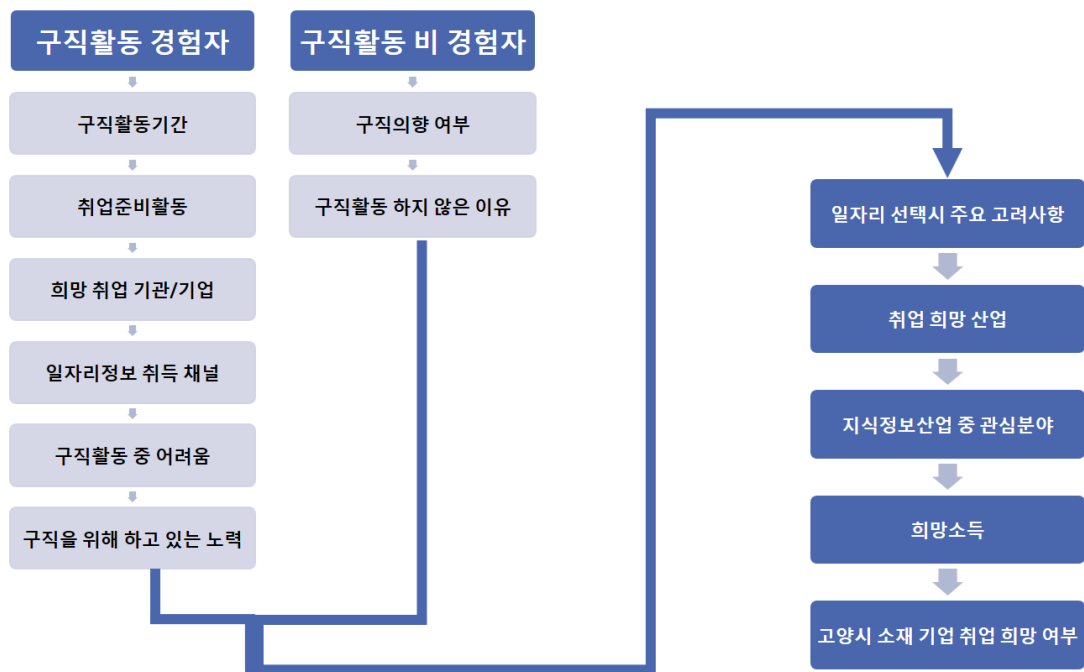 구직활동 경험자
구직활동기간
취업준비활동
희망 취업 기관/기업
일자리정보 취득 채널
구직활동 중 어려움
구직을 위해 하고 있는 노력
구직활동 비 경험자
구직의향 여부
구직활동 하지 않은 이유
일자리 선택시 주요 고려사항
취업 희망 산업
지식정보산업 중 관심분야
희망소득
고양시 소재 기업 취업 희망 여부